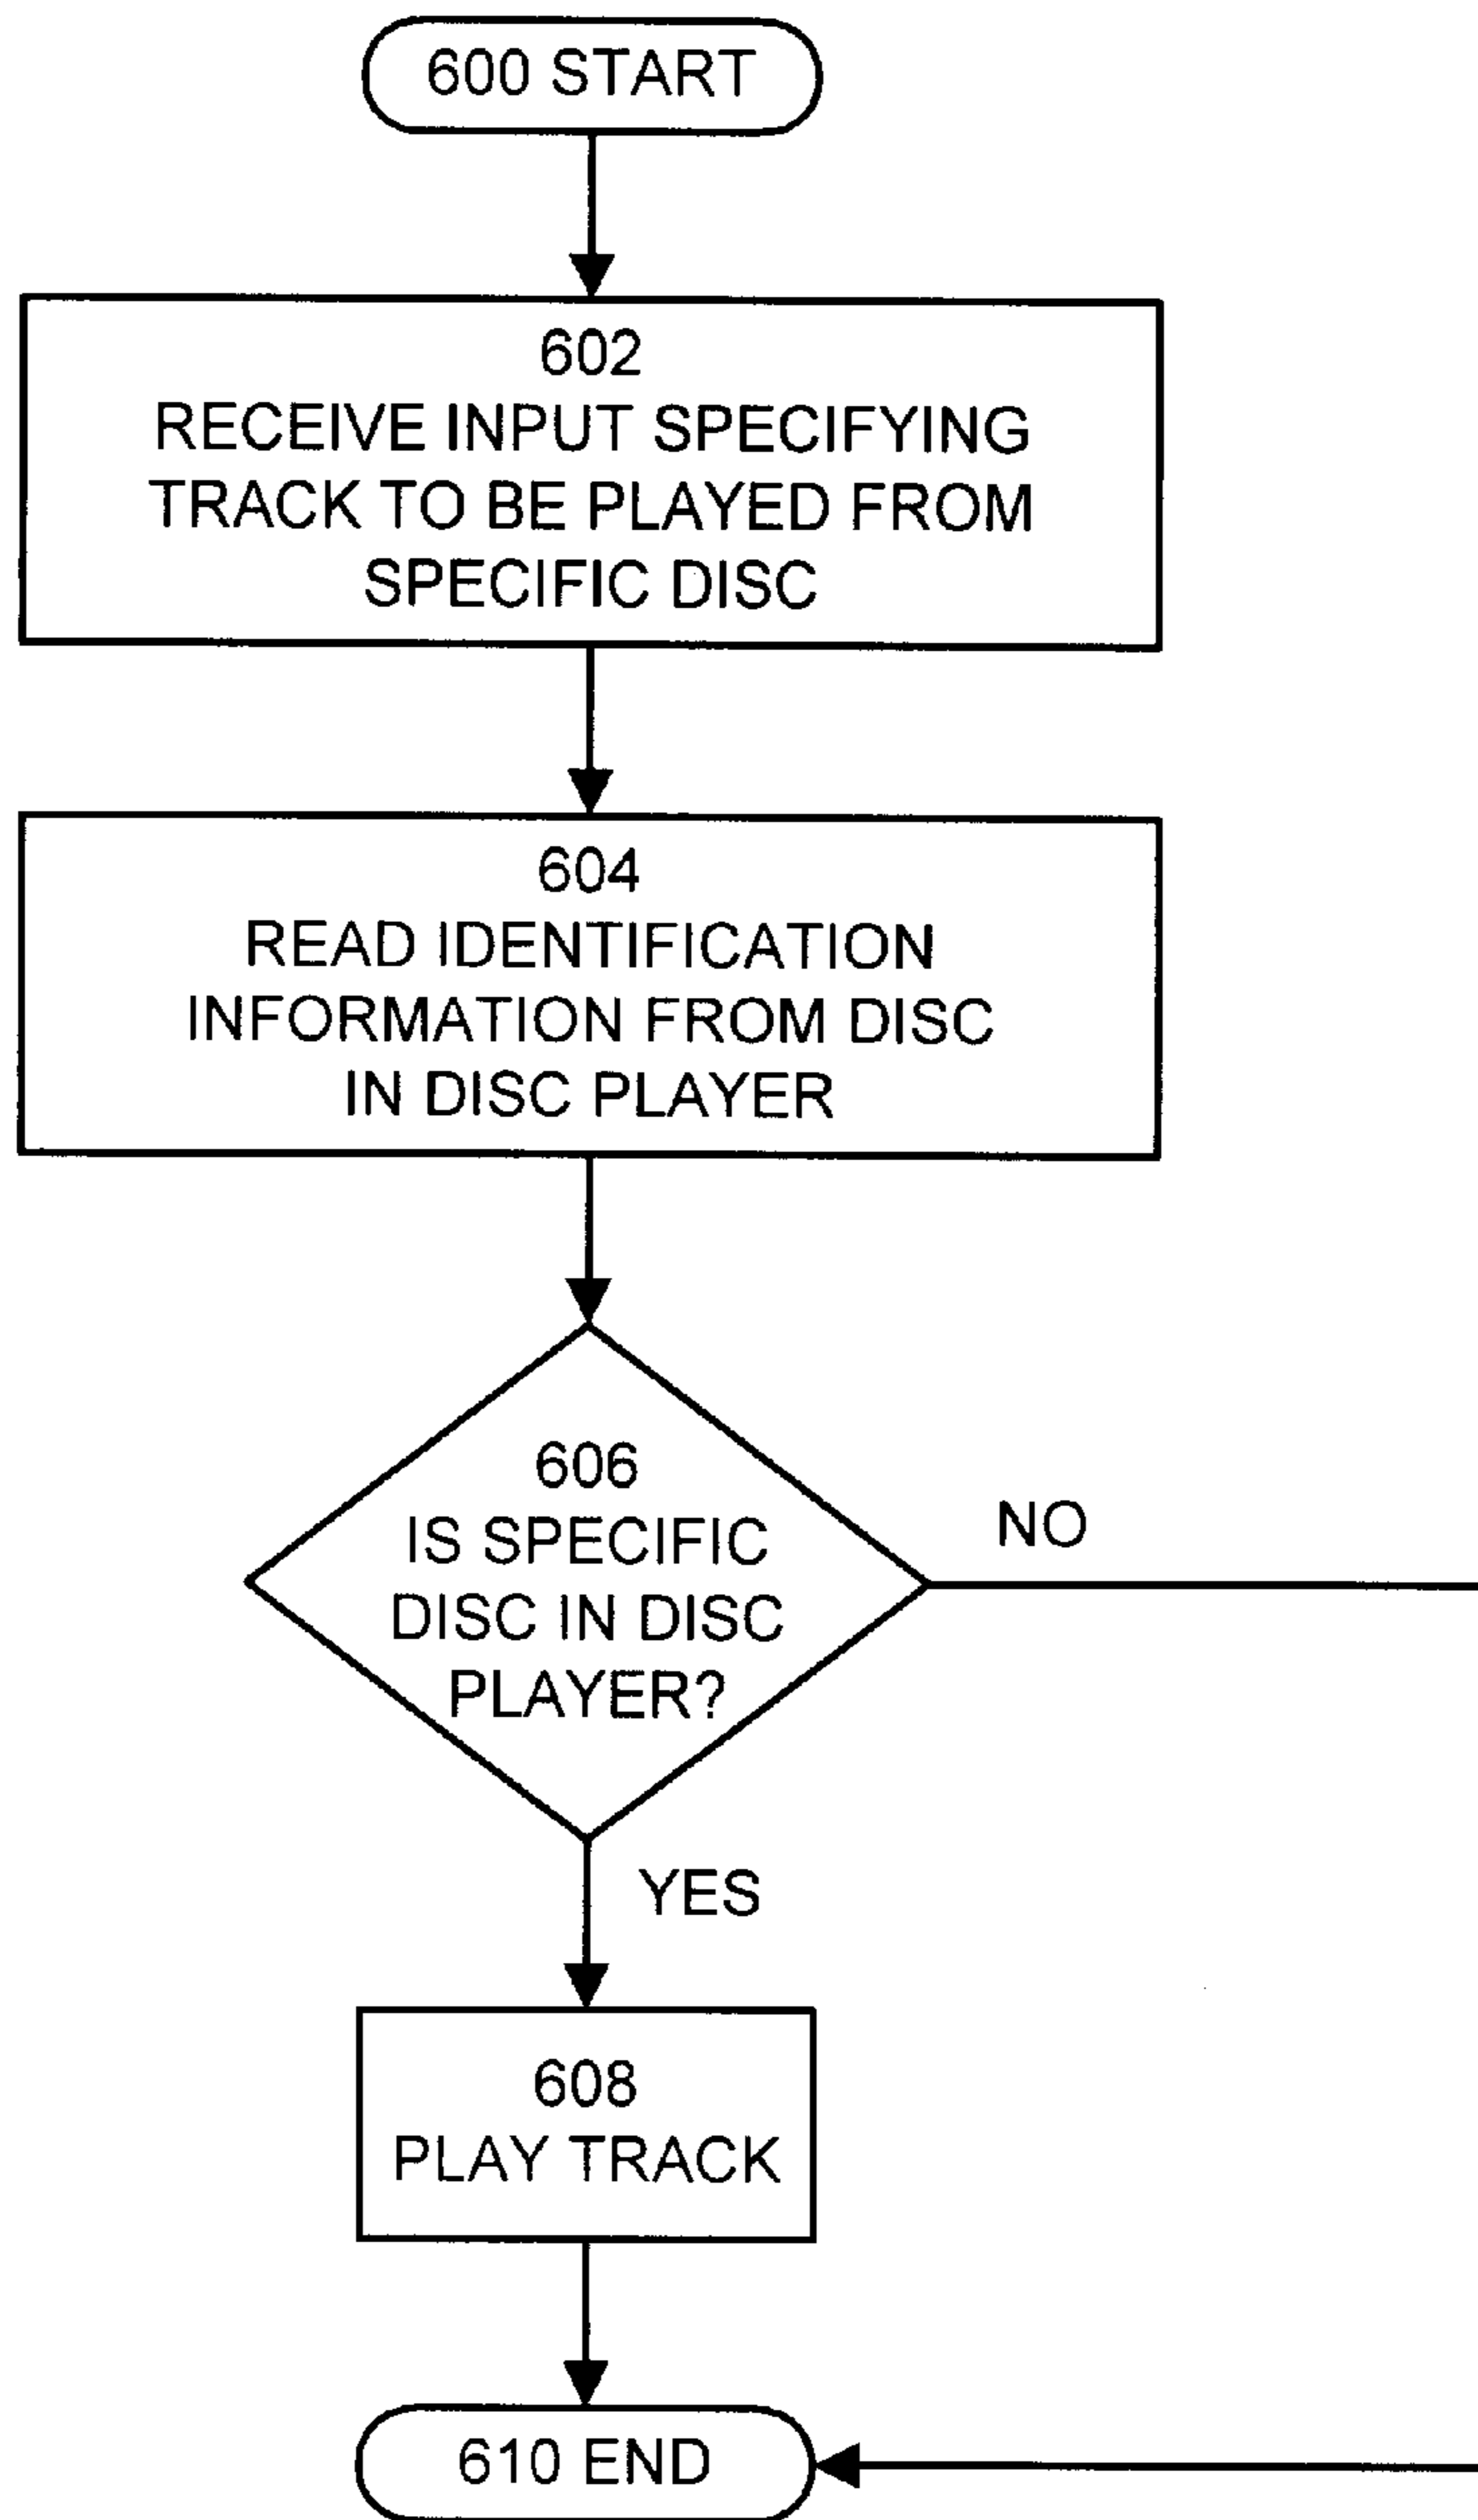 600 START
602
RECEIVE INPUT SPECIFYING
TRACK TO BE PLAYED FROM
SPECIFIC DISC
604
READ IDENTIFICATION
INFORMATION FROM DISC
IN DISC PLAYER
606
IS SPECIFIC
DISC IN DISC
PLAYER?
NO
YES
608
PLAY TRACK
610 END